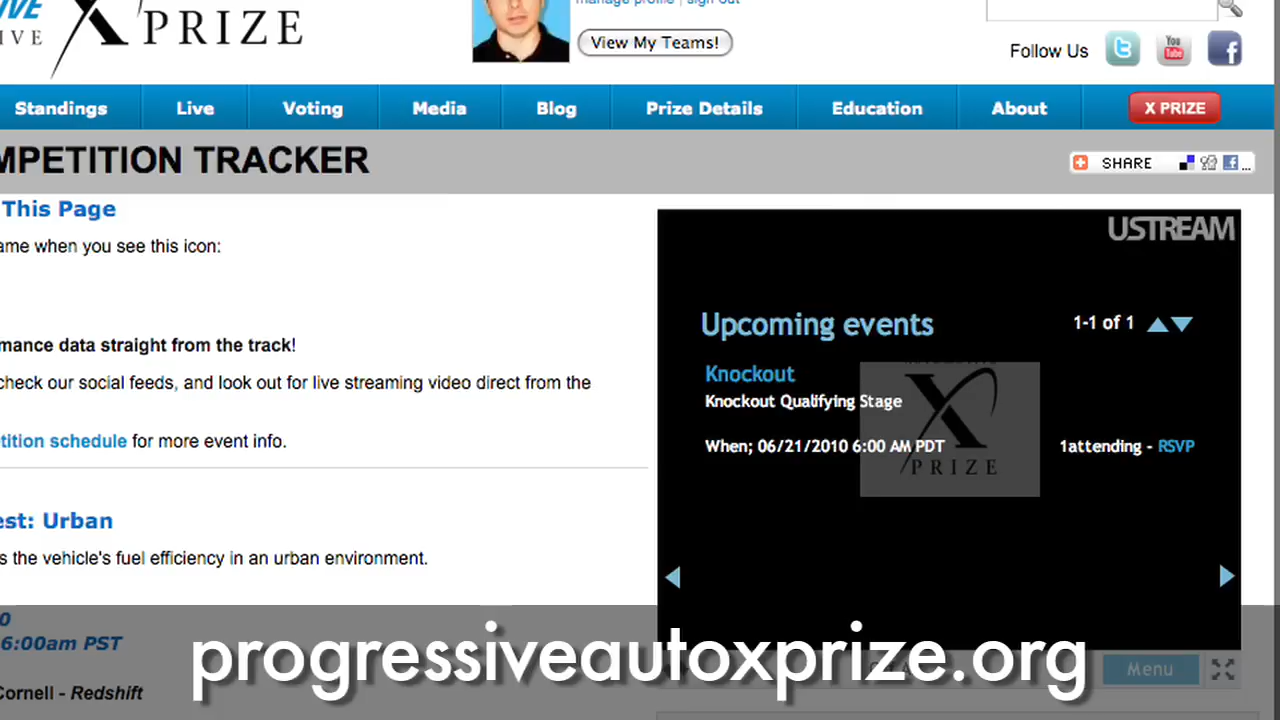 IVE
IVE
X PRIZE
manage profile | sign out
View My Teams!
Follow Us
You
Tube
Standings
Live
Voting
Media
Blog
Prize Details
Education
About
X PRIZE
MPETITION TRACKER
SHARE
This Page
ame when you see this icon:
mance data straight from the track!
check our social feeds, and look out for live streaming video direct from the
tition schedule for more event info.
est: Urban
s the vehicle's fuel efficiency in an urban environment.
0
6:00am PST
Cornell - Redshift
USTREAM
Upcoming events
1-1 of 1
Knockout
Knockout Qualifying Stage
When; 06/21/2010 6:00 AM PDT
1attending - RSVP
X PRIZE
Menu
progressiveautoxprize.org